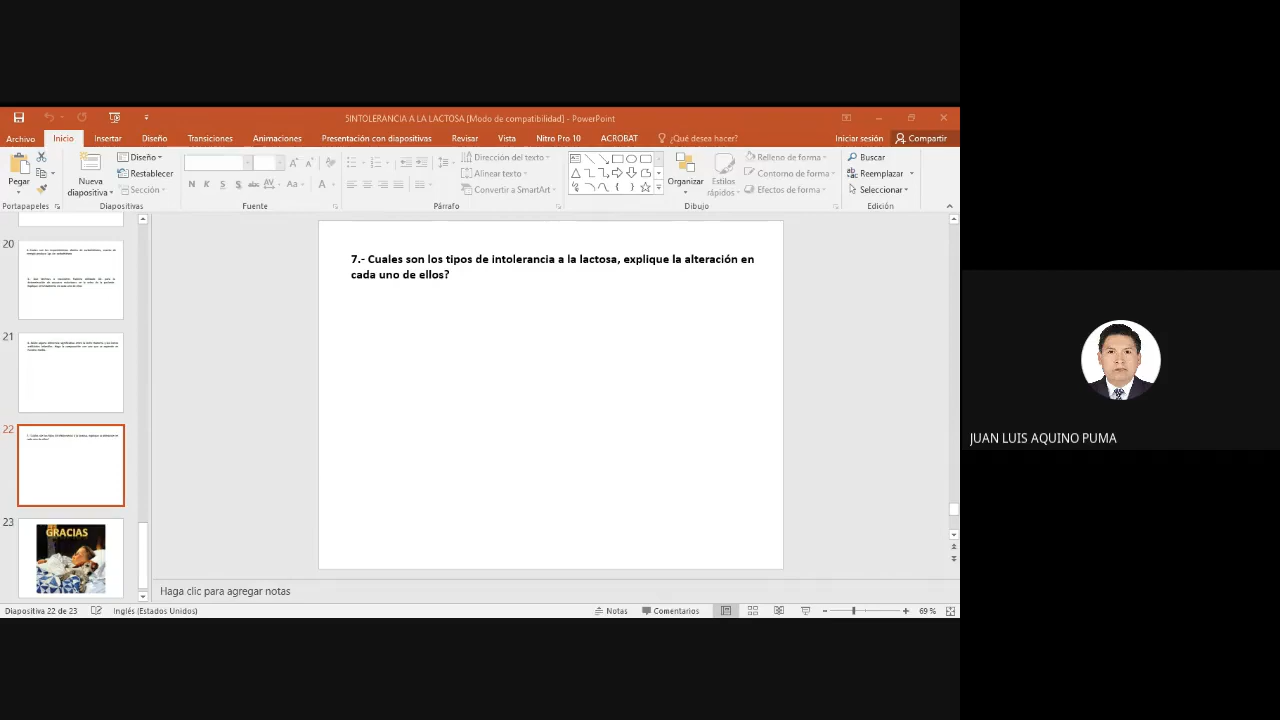 SINTOLERANCIA A LA LACTOSA [Modo de compatibilidad] - PowerPoint
Archivo Inicio Insertar Diseño Transiciones Animaciones Presentación con diapositivas Revisar Vista Nitro Pro 10 ACROBAT ¿Qué desea hacer? Iniciar sesión Compartir
Pegar
Nueva diapositiva
Diseño
Restablecer
Sección
N K S S abc AV Aa A
Dirección del texto
Alinear texto
Convertir a SmartArt
Organizar
Estilos rápidos
Relleno de forma
Contorno de forma
Efectos de forma
Buscar
Reemplazar
Seleccionar
Portapapeles Diapositivas Fuente Párrafo Dibujo Edición
20
21
22
23
GRACIAS
7.- Cuales son los tipos de intolerancia a la lactosa, explique la alteración en
cada uno de ellos?
JUAN LUIS AQUINO PUMA
Haga clic para agregar notas
Diapositiva 22 de 23 Inglés (Estados Unidos) Notas Comentarios 69 %